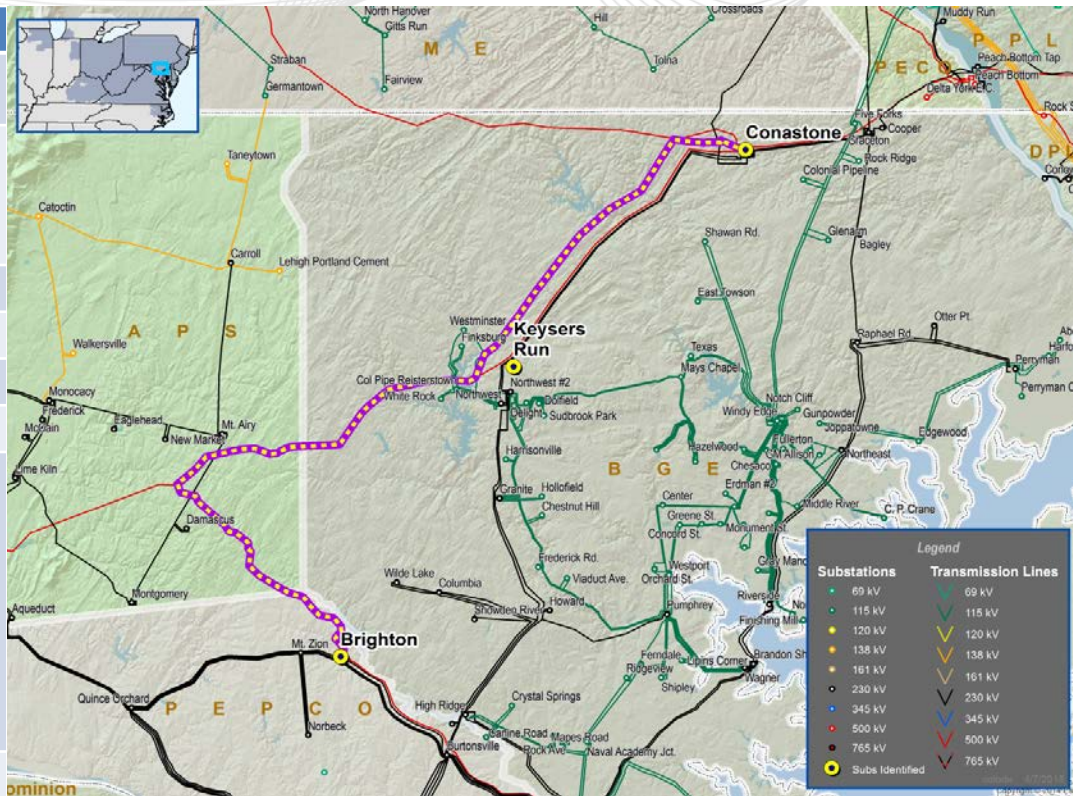 North Hanover
Gitts Run
Hill
Crossroads
Muddy Run
M E
P P L
Straban
Tolna
P E C O
Peach Bottom Tap
Peach Bottom
Germantown
Fairview
Delta York E.C.
Five Forks
Cooper
Conastone
Graceton
Rock Ridge
Taneytown
Colonial Pipeline
Catoctin
Shawan Rd.
Glenarm
Bagley
Carroll
Lehigh Portland Cement
East Towson
A P S
Westminster
Finksburg
Keysers
Run
Otter Pt.
Raphael Rd
Walkersville
Texas
Perryman
Col Pipe Reisterstown
Mays Chapel
Monocacy
White Rock
Northwest
Northwest #2
Delight
Dolfield
Sudbrook Park
Notch Cliff
Windy Edge
Gunpowder
Joppatowne
Edgewood
Frederick
Eaglehead
Mt. Airy
New Market
Harrisonville
Hazelwood
Fullerton
GM Allison
Northeast
Lime Kiln
B G E
Chesaco
Erdman #2
Granite
Hollofield
Center
Middle River
Chestnut Hill
Greene St.
C. P. Crane
Damascus
Concord St.
Monument St.
Frederick Rd.
Westport
Wilde Lake
Columbia
Viaduct Ave.
Orchard St.
Montgomery
Snowden River
Howard
Pumphrey
Riverside
Aqueduct
Finishing Mill
Mt. Zion
Brighton
Ferndale
Lipins Corner
Ridgeview
Wagner
Quince Orchard
P E P C O
Crystal Springs
Shipley
Norbeck
High Ridge
Burtonsville
Rock Ave
Mapes Road
Naval Academy Jct.
Legend
Substations
Transmission Lines
69 kV
69 kV
115 kV
115 kV
120 kV
120 kV
138 kV
138 kV
161 kV
161 kV
230 kV
230 kV
345 kV
345 kV
500 kV
500 kV
765 kV
765 kV
Subs Identified